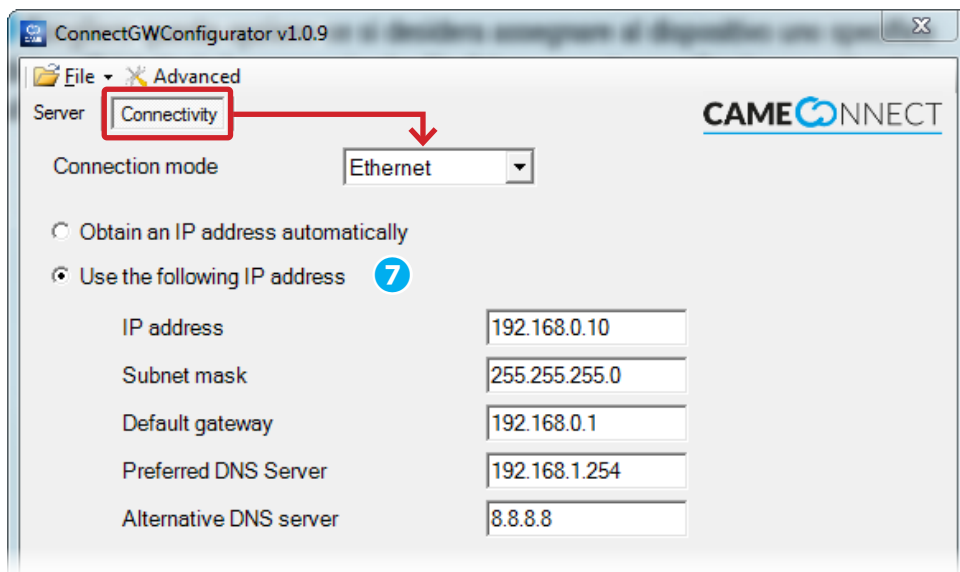 ConnectGWConfigurator v1.0.9
File Advanced
Server Connectivity
CAMECONNECT
Connection mode Ethernet
Obtain an IP address automatically
Use the following IP address 7
IP address 192.168.0.10
Subnet mask 255.255.255.0
Default gateway 192.168.0.1
Preferred DNS Server 192.168.1.254
Alternative DNS server 8.8.8.8